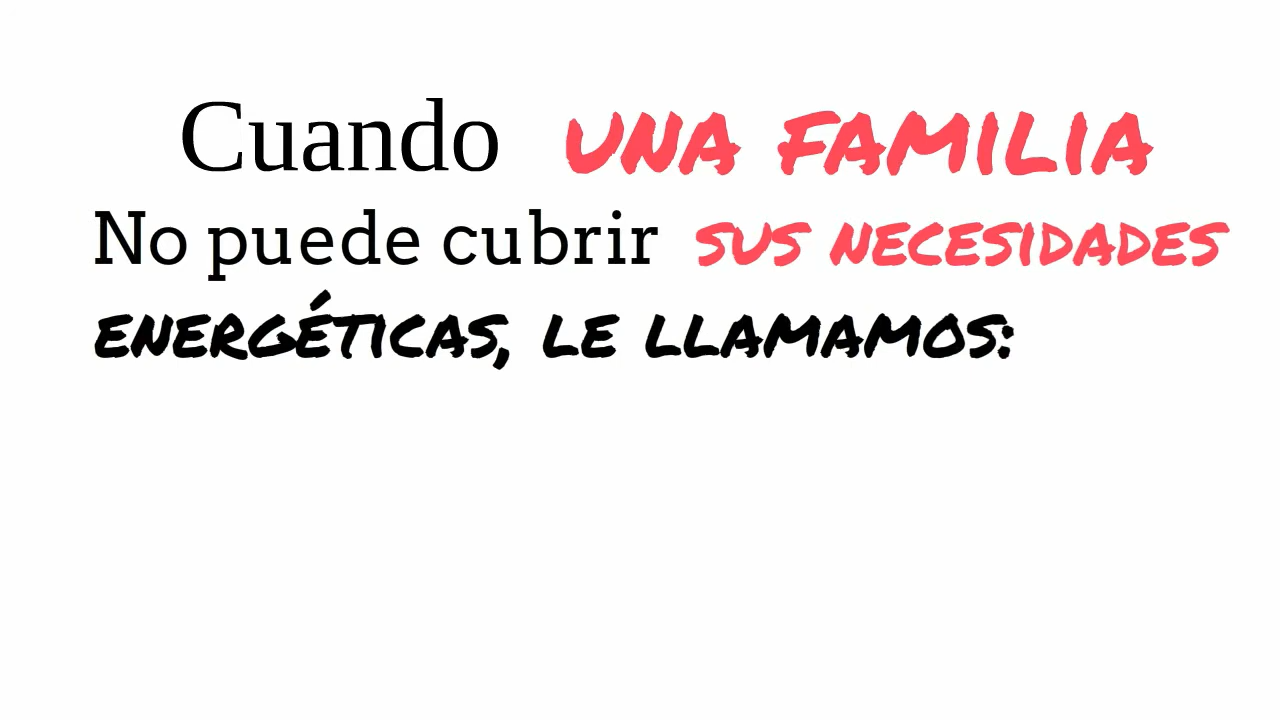 Cuando UNA FAMILIA
No puede cubrir SUS NECESIDADES
ENERGÉTICAS, LE LLAMAMOS: